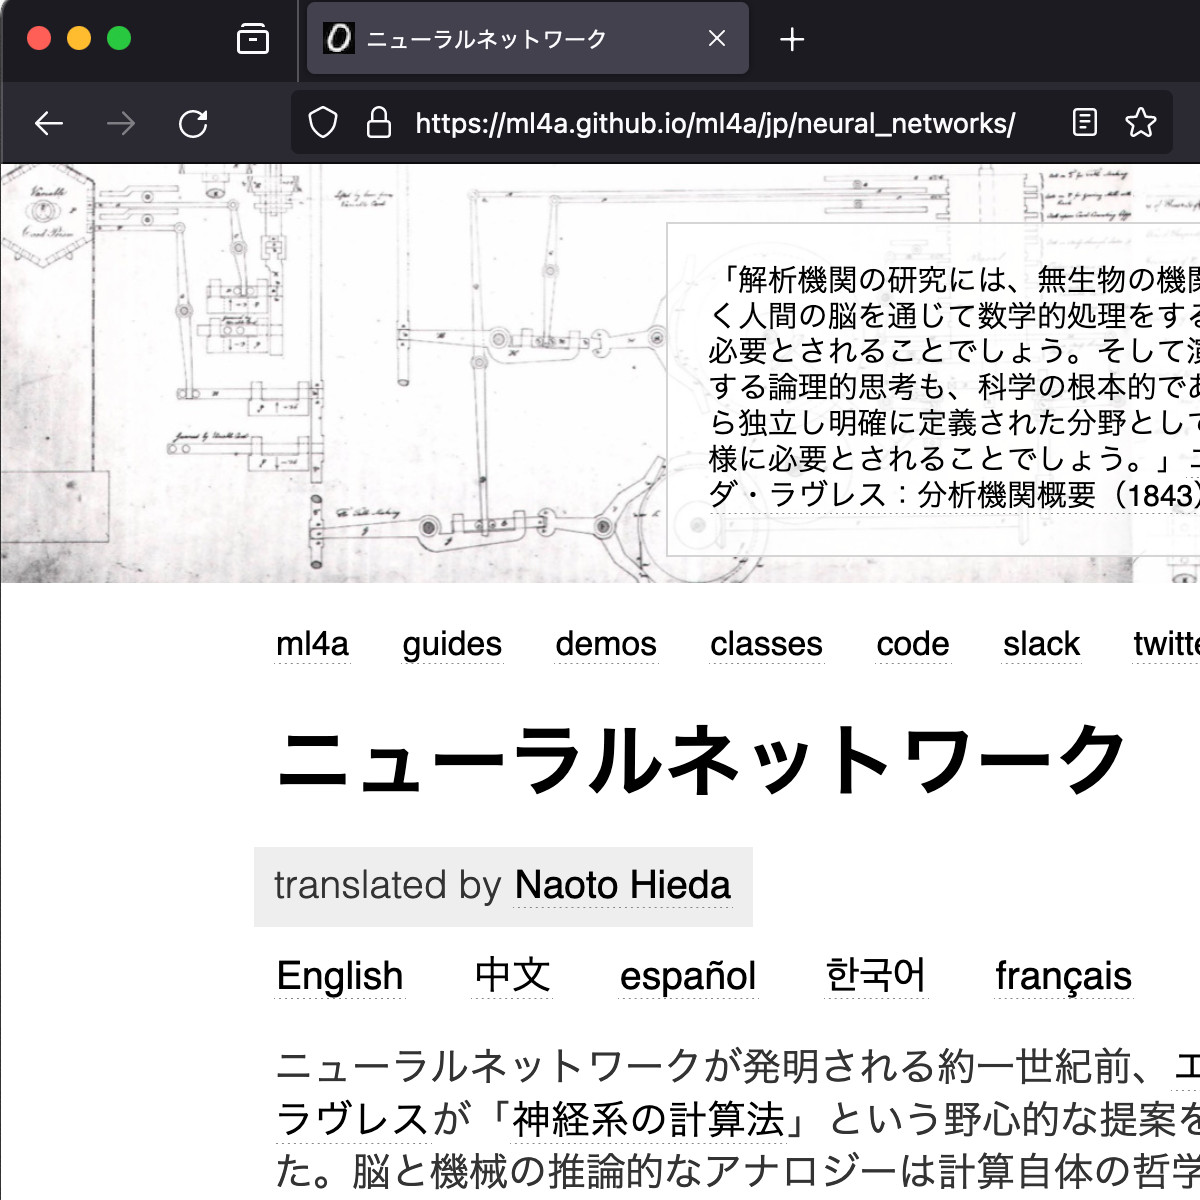 ニューラルネットワーク
https://ml4a.github.io/ml4a/jp/neural_networks/
「解析機関の研究には、無生物の機関
く人間の脳を通じて数学的処理をする
必要とされることでしょう。そして演
する論理的思考も、科学の根本的であ
ら独立し明確に定義された分野として
様に必要とされることでしょう。」エ
ダ・ラヴレス：分析機関概要（1843）
ml4a guides demos classes code slack twitte
ニューラルネットワーク
translated by Naoto Hieda
English 中文 español 한국어 français
ニューラルネットワークが発明される約一世紀前、エ
ラヴレスが「神経系の計算法」という野心的な提案を
た。脳と機械の推論的なアナロジーは計算自体の哲学